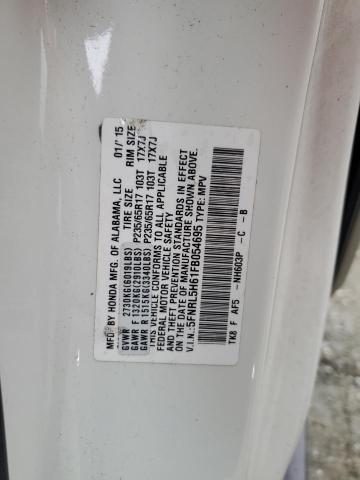 MFD BY HONDA MFG. OF ALABAMA, LLC 01/15
TIRE SIZE RIM SIZE
GVWR 2730KG(6019LBS)
GAWR F 1320KG(2910LBS) P235/65R17 103T 17X7J
GAWR R 1515KG(3340LBS) P235/65R17 103T 17X7J
THIS VEHICLE CONFORMS TO ALL APPLICABLE
FEDERAL MOTOR VEHICLE SAFETY
AND THEFT PREVENTION STANDARDS IN EFFECT
ON THE DATE OF MANUFACTURE SHOWN ABOVE.
V.I.N.:5FNRL5H61FB054695 TYPE: MPV
TK8 F AF5 -NH603P -C -B